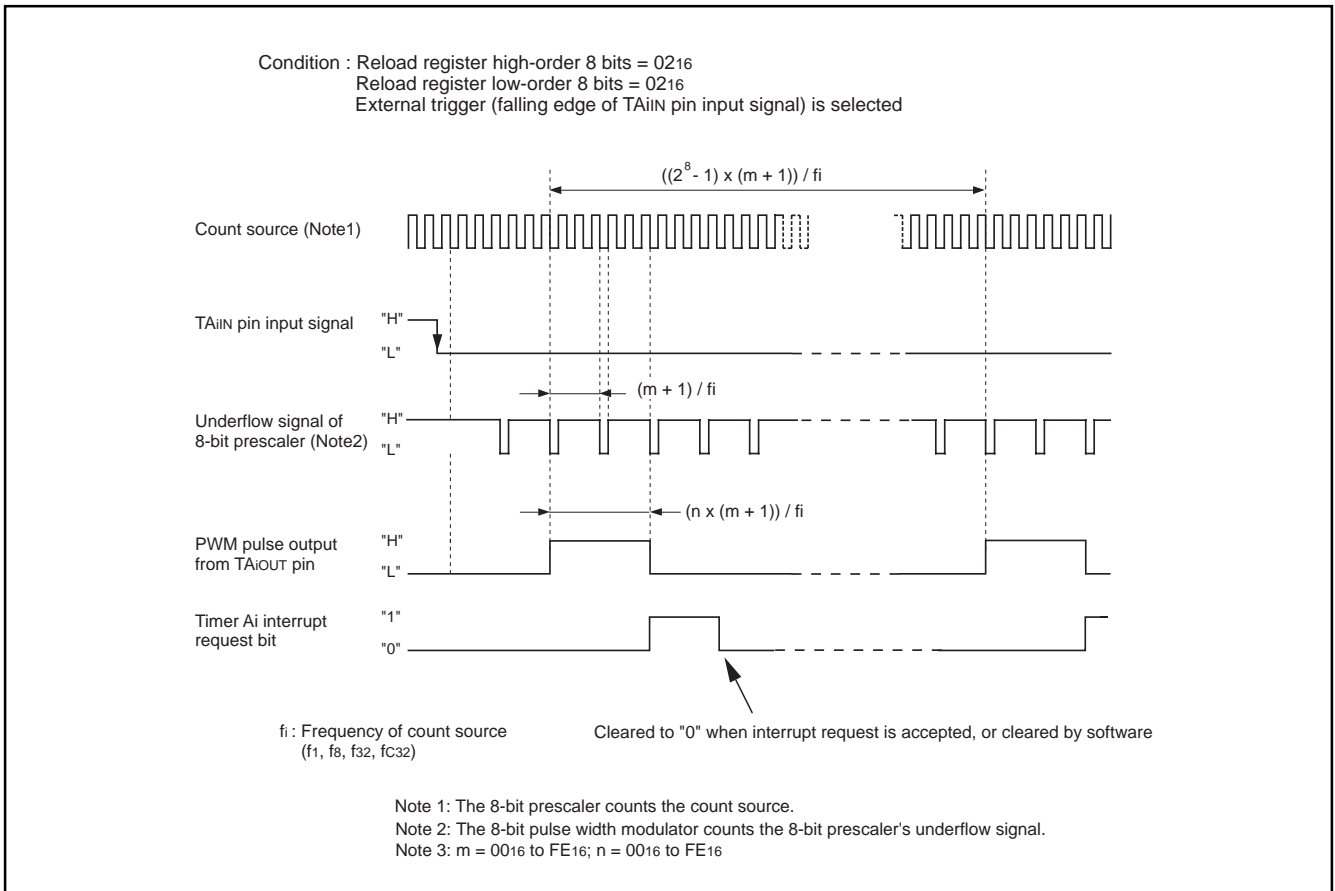 Condition : Reload register high-order 8 bits = 0216
Reload register low-order 8 bits = 0216
External trigger (falling edge of TAiIN pin input signal) is selected
((2^8 - 1) x (m + 1)) / fi
Count source (Note1)
TAiIN pin input signal
"H"
"L"
(m + 1) / fi
Underflow signal of
8-bit prescaler (Note2)
"H"
"L"
(n x (m + 1)) / fi
PWM pulse output
from TAiOUT pin
"H"
"L"
Timer Ai interrupt
request bit
"1"
"0"
fi : Frequency of count source
(f1, f8, f32, fC32)
Cleared to "0" when interrupt request is accepted, or cleared by software
Note 1: The 8-bit prescaler counts the count source.
Note 2: The 8-bit pulse width modulator counts the 8-bit prescaler's underflow signal.
Note 3: m = 0016 to FE16; n = 0016 to FE16